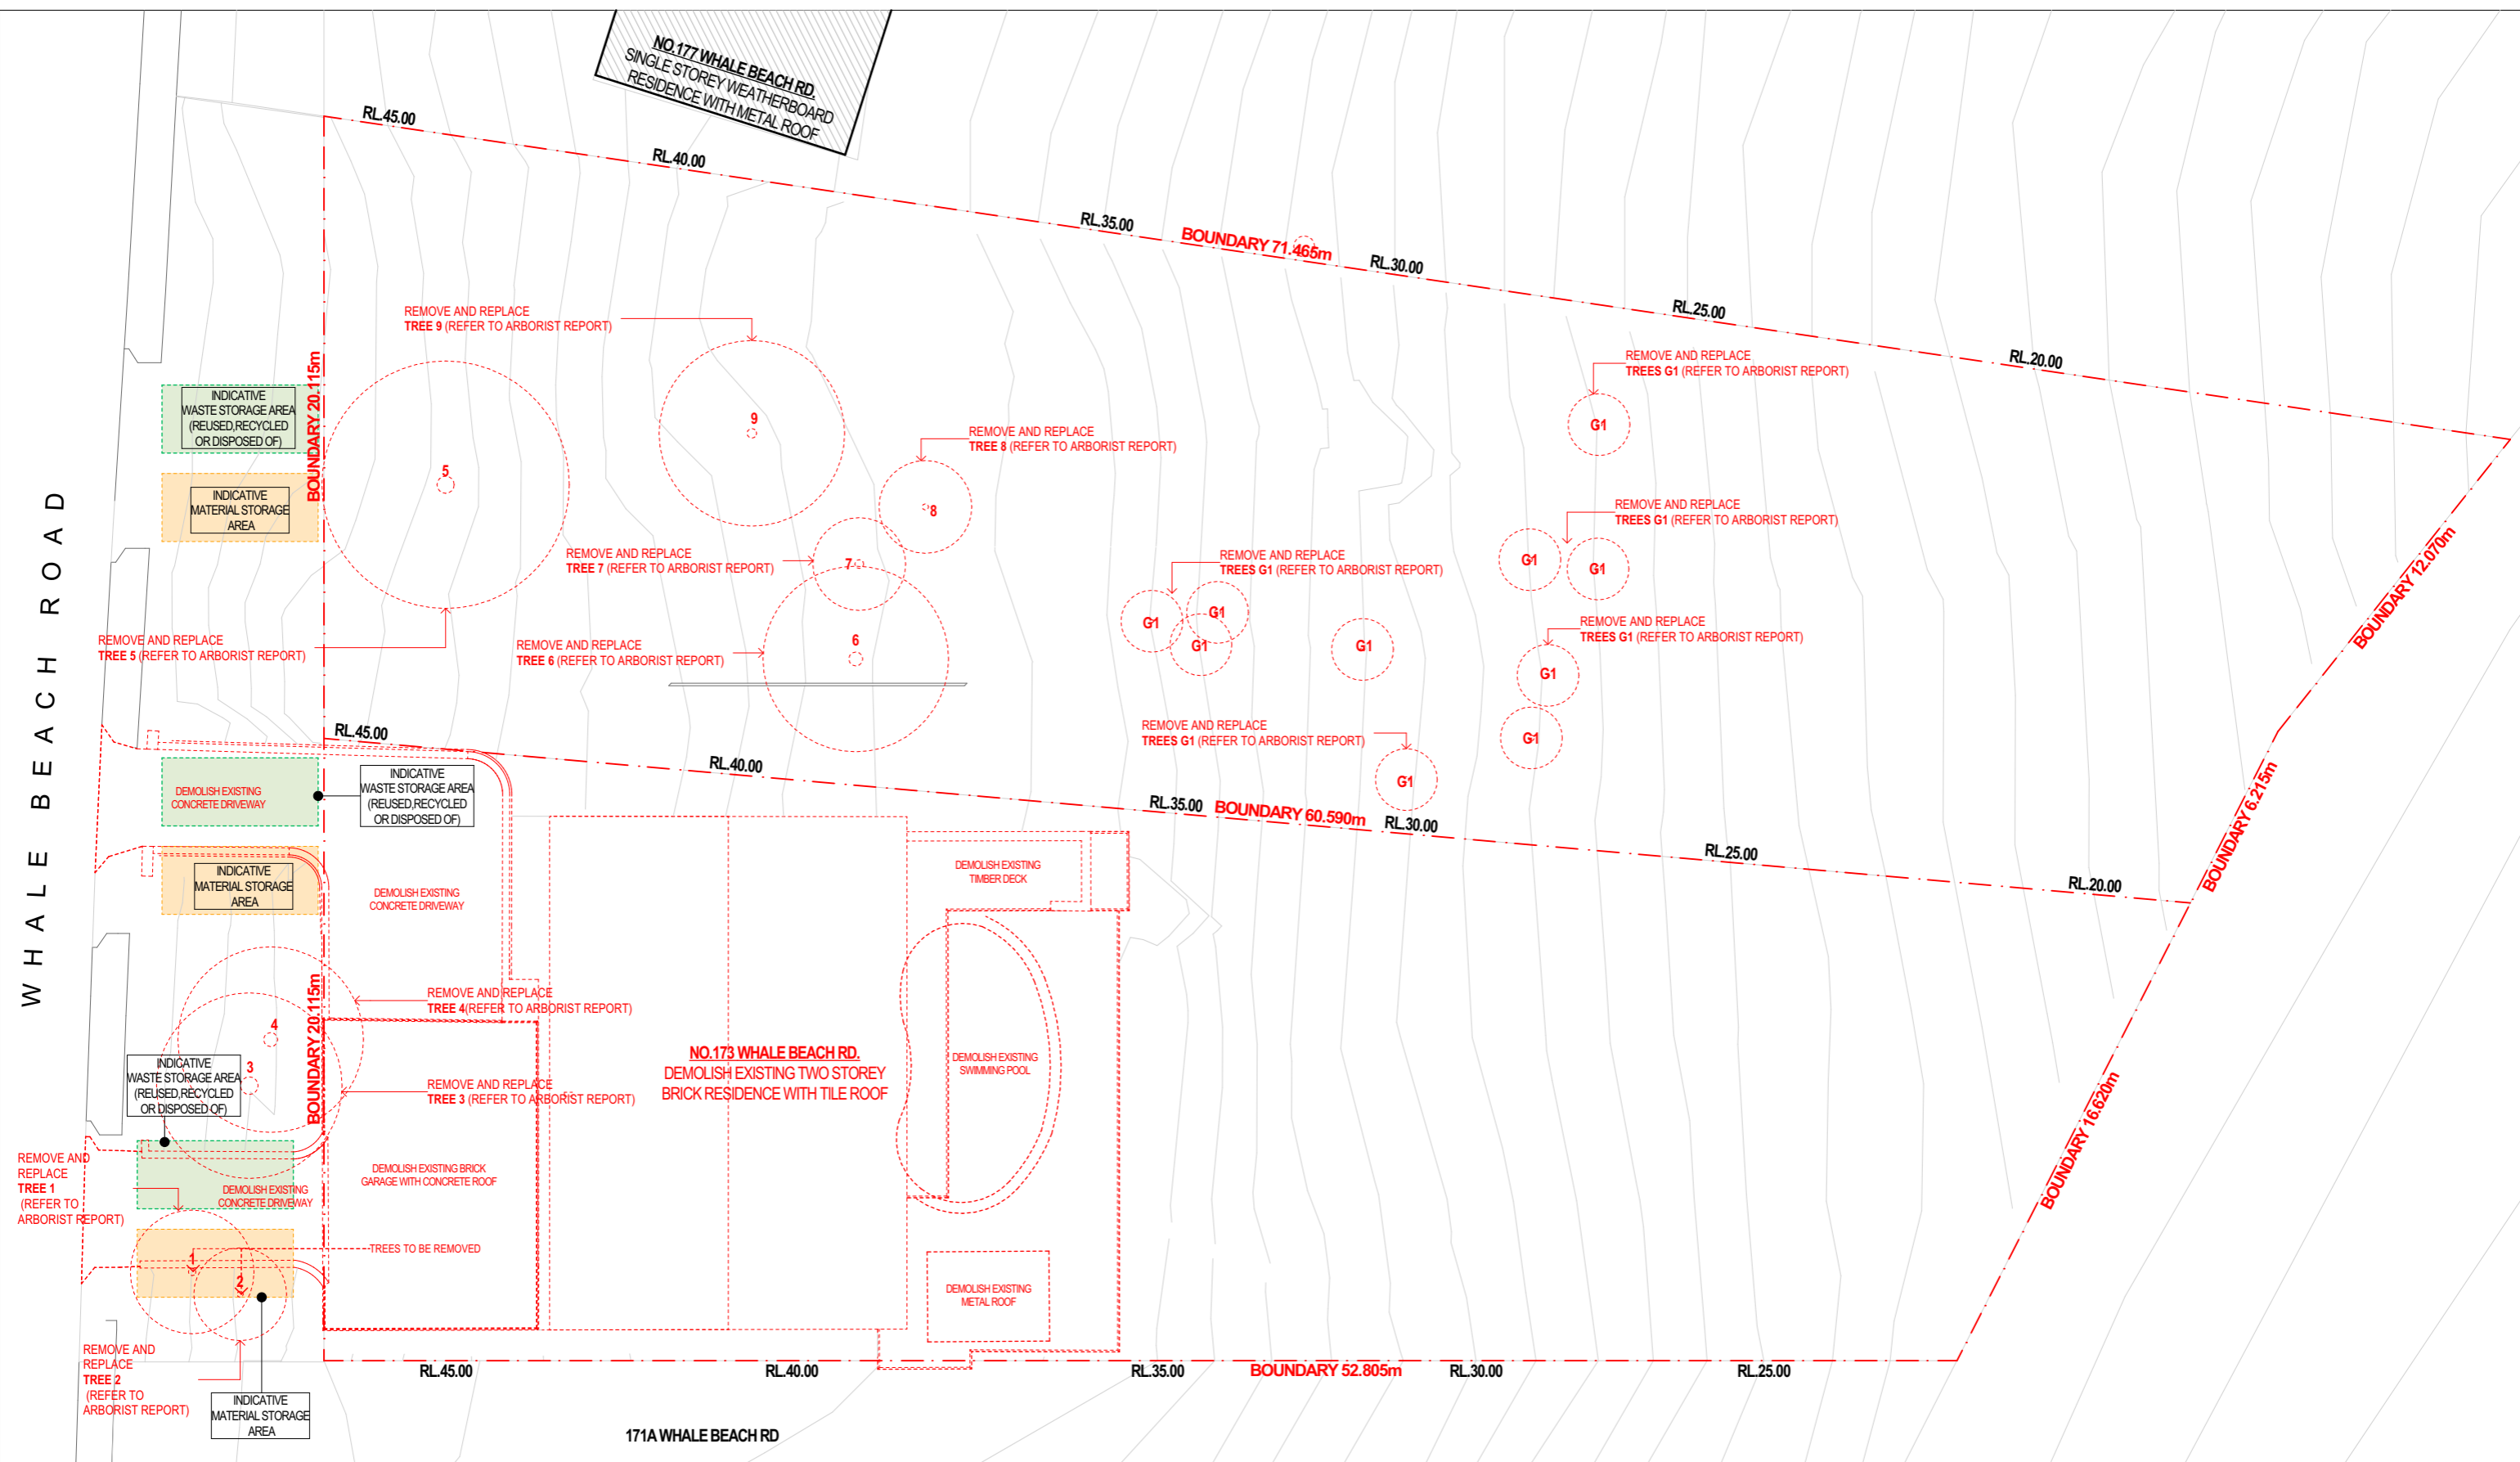 NO.177 WHALE BEACH RD.
SINGLE STOREY WEATHERBOARD
RESIDENCE WITH METAL ROOF
RL.45.00
RL.40.00
RL.35.00
BOUNDARY 71.465m
RL.30.00
RL.25.00
RL.20.00
REMOVE AND REPLACE
TREE 9 (REFER TO ARBORIST REPORT)
BOUNDARY 20.115m
INDICATIVE
WASTE STORAGE AREA
(REUSED,RECYCLED
OR DISPOSED OF)
INDICATIVE
MATERIAL STORAGE
AREA
5
9
REMOVE AND REPLACE
TREE 8 (REFER TO ARBORIST REPORT)
8
REMOVE AND REPLACE
TREES G1 (REFER TO ARBORIST REPORT)
G1
REMOVE AND REPLACE
TREES G1 (REFER TO ARBORIST REPORT)
G1
G1
REMOVE AND REPLACE
TREE 7 (REFER TO ARBORIST REPORT)
7
REMOVE AND REPLACE
TREES G1 (REFER TO ARBORIST REPORT)
G1
G1
G1
G1
BOUNDARY 12.070m
WHALE BEACH ROAD
REMOVE AND REPLACE
TREE 5 (REFER TO ARBORIST REPORT)
REMOVE AND REPLACE
TREE 6 (REFER TO ARBORIST REPORT)
6
REMOVE AND REPLACE
TREES G1 (REFER TO ARBORIST REPORT)
G1
G1
REMOVE AND REPLACE
TREES G1 (REFER TO ARBORIST REPORT)
G1
RL.45.00
RL.40.00
RL.35.00
BOUNDARY 60.590m
RL.30.00
RL.25.00
RL.20.00
BOUNDARY 6.215m
DEMOLISH EXISTING
CONCRETE DRIVEWAY
INDICATIVE
WASTE STORAGE AREA
(REUSED,RECYCLED
OR DISPOSED OF)
INDICATIVE
MATERIAL STORAGE
AREA
DEMOLISH EXISTING
CONCRETE DRIVEWAY
DEMOLISH EXISTING
TIMBER DECK
BOUNDARY 20.115m
REMOVE AND REPLACE
TREE 4(REFER TO ARBORIST REPORT)
4
3
INDICATIVE
WASTE STORAGE AREA
(REUSED,RECYCLED
OR DISPOSED OF)
REMOVE AND REPLACE
TREE 3 (REFER TO ARBORIST REPORT)
NO.173 WHALE BEACH RD.
DEMOLISH EXISTING TWO STOREY
BRICK RESIDENCE WITH TILE ROOF
DEMOLISH EXISTING
SWIMMING POOL
BOUNDARY 16.620m
REMOVE AND
REPLACE
TREE 1
(REFER TO
ARBORIST REPORT)
DEMOLISH EXISTING
CONCRETE DRIVEWAY
DEMOLISH EXISTING BRICK
GARAGE WITH CONCRETE ROOF
TREES TO BE REMOVED
1
2
DEMOLISH EXISTING
METAL ROOF
REMOVE AND
REPLACE
TREE 2
(REFER TO
ARBORIST REPORT)
INDICATIVE
MATERIAL STORAGE
AREA
RL.45.00
RL.40.00
RL.35.00
BOUNDARY 52.805m
RL.30.00
RL.25.00
171A WHALE BEACH RD